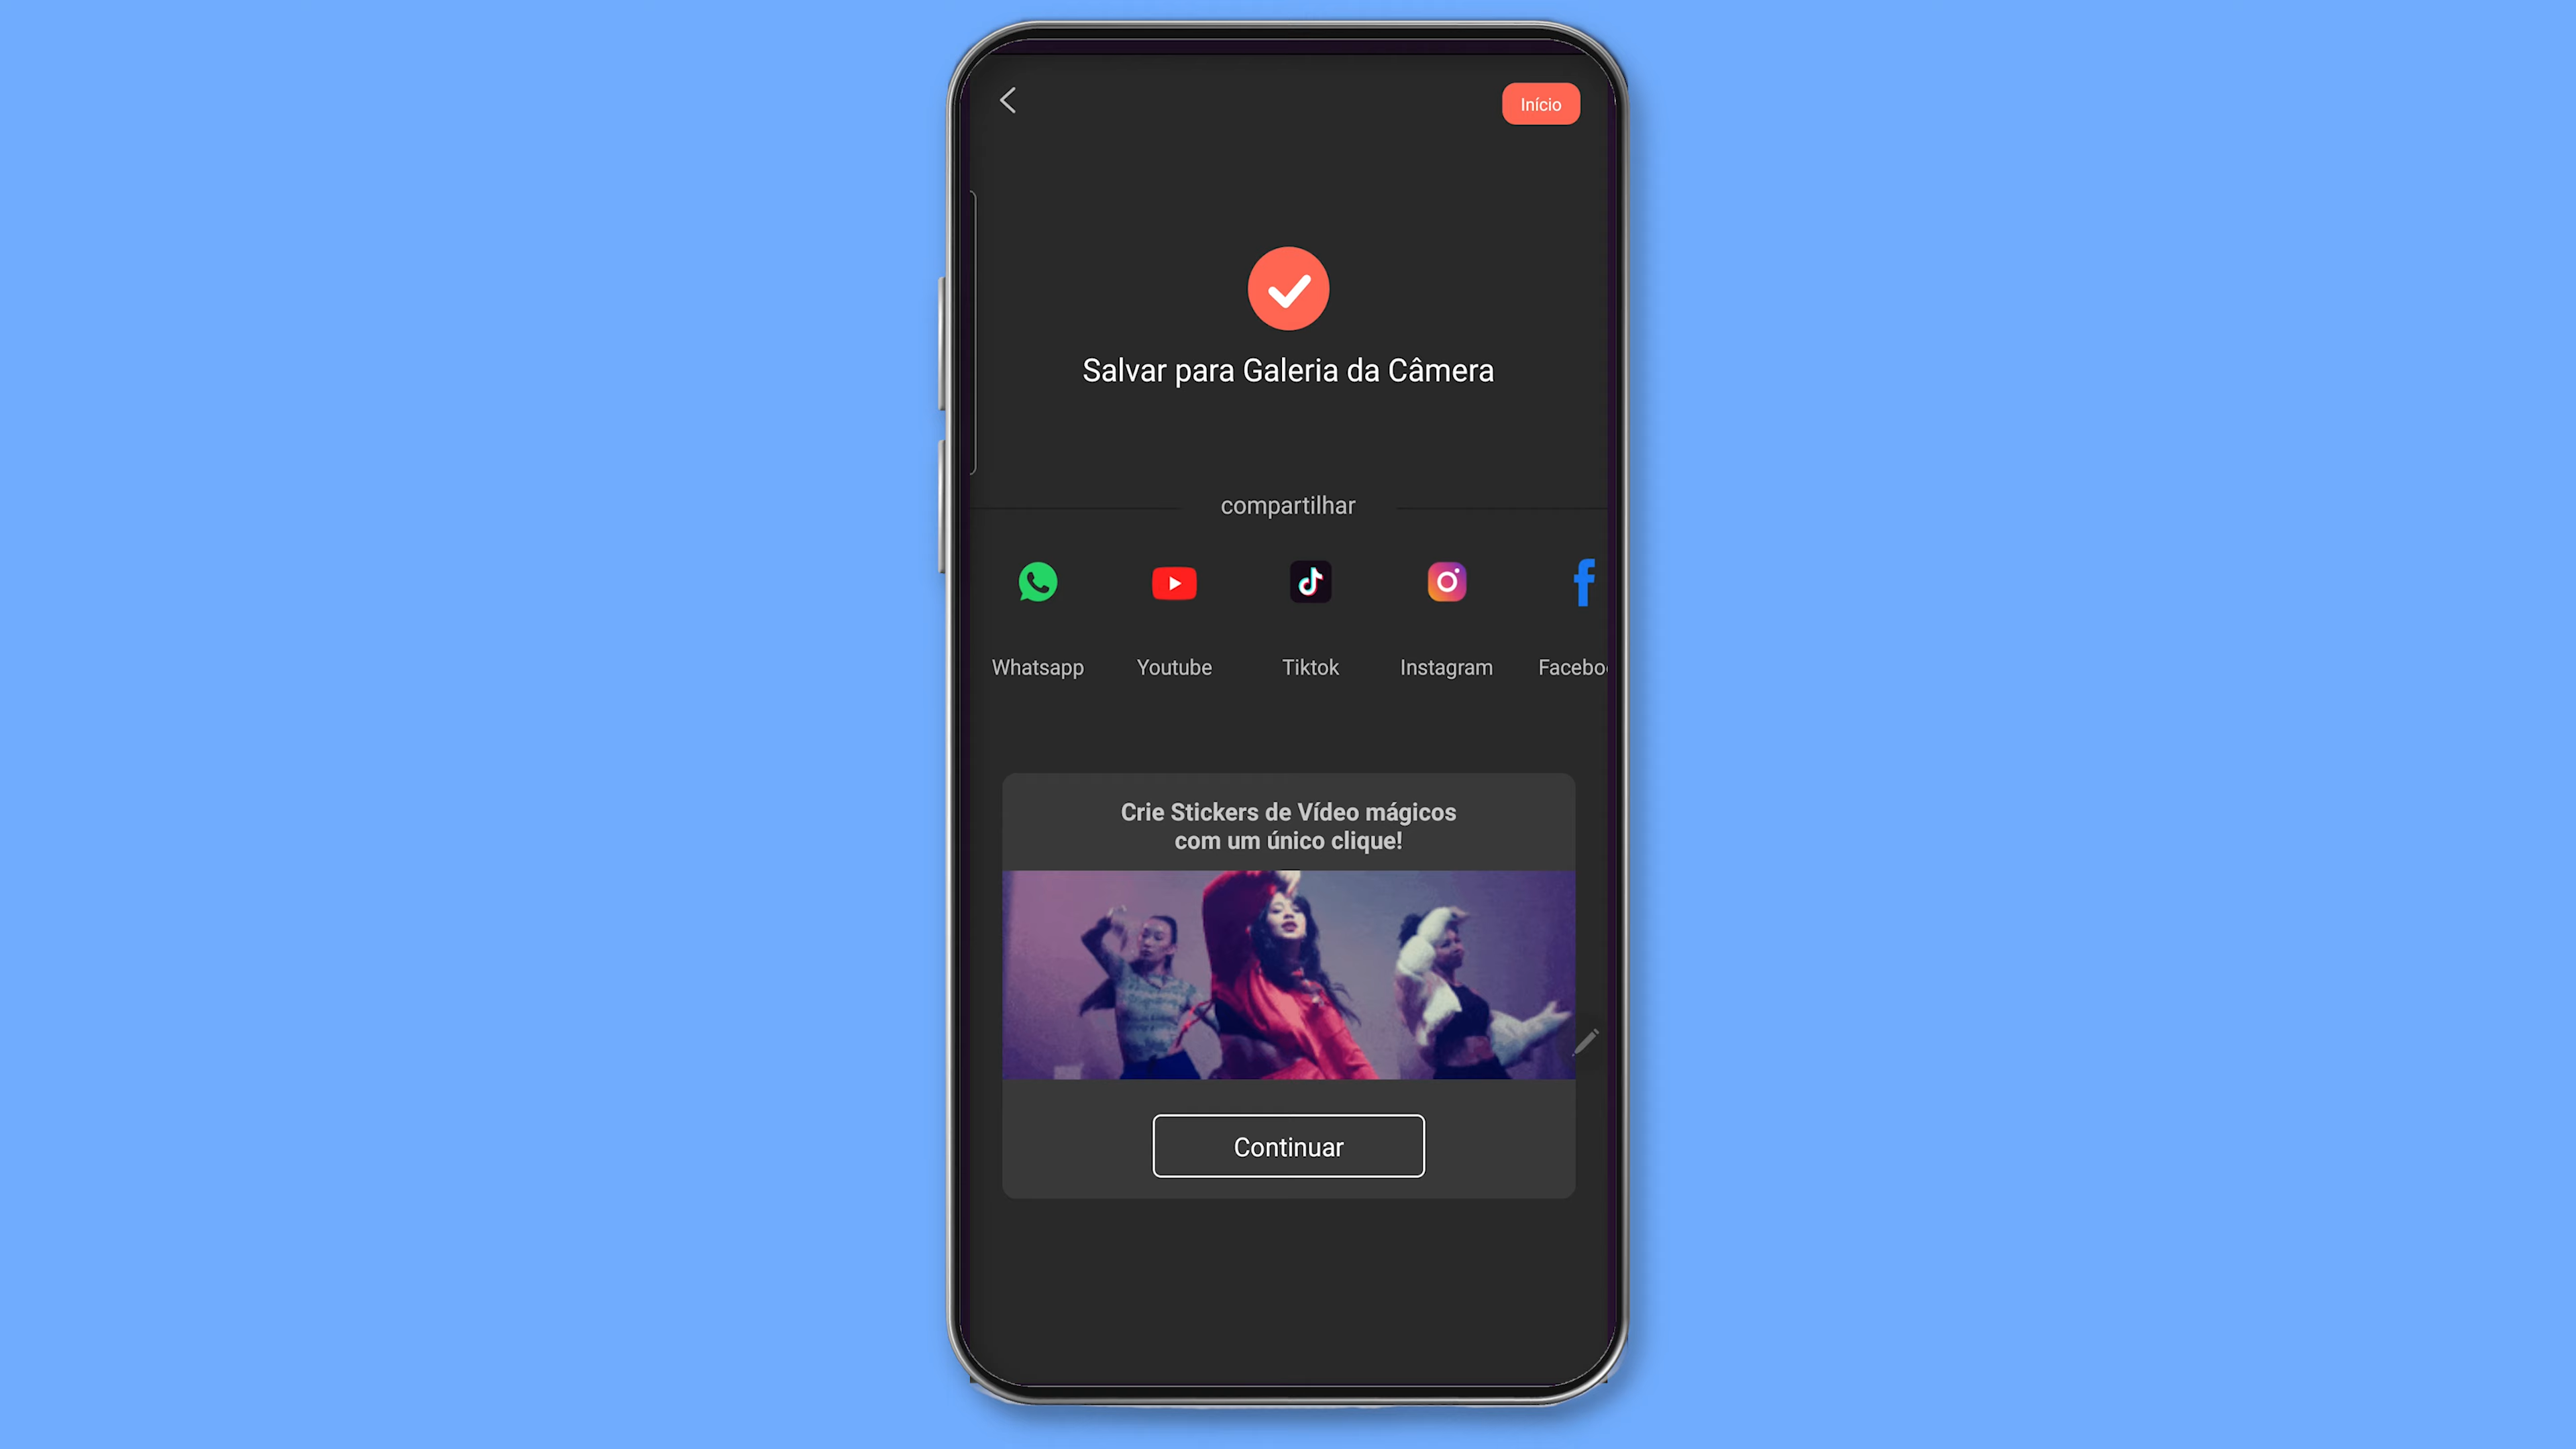 Início
Salvar para Galeria da Câmera
compartilhar
Whatsapp Youtube Tiktok Instagram Facebo
Crie Stickers de Vídeo mágicos
com um único clique!
Continuar